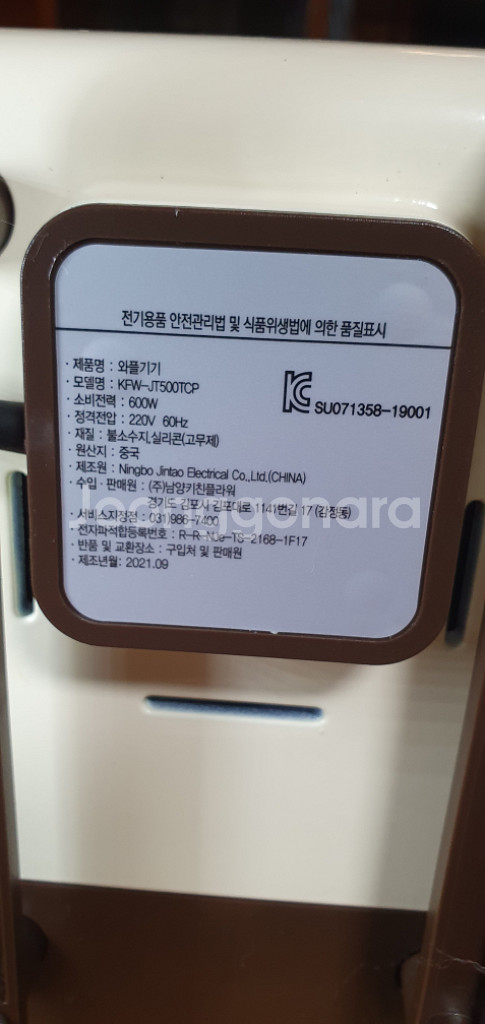 전기용품 안전관리법 및 식품위생법에 의한 품질표시
· 제품명 : 와플기기
· 모델명 : KFW-JT500TCP
· 소비전력 : 600W
· 정격전압 : 220V 60Hz
· 재질 : 불소수지,실리콘(고무제)
· 원산지 : 중국
· 제조원 : Ningbo Jintao Electrical Co.,Ltd,(CHINA)
· 수입 · 판매원 : (주)남양키친플라워
경기도 김포시 김포대로 1141번길 17 (감정동)
· 서비스지정점 : 031)986-7400
· 전자파적합등록번호 : R-R-NJe-TS-2168-1F17
· 반품 및 교환장소 : 구입처 및 판매원
· 제조년월: 2021.09
KC
SU071358-19001
Joonggonara